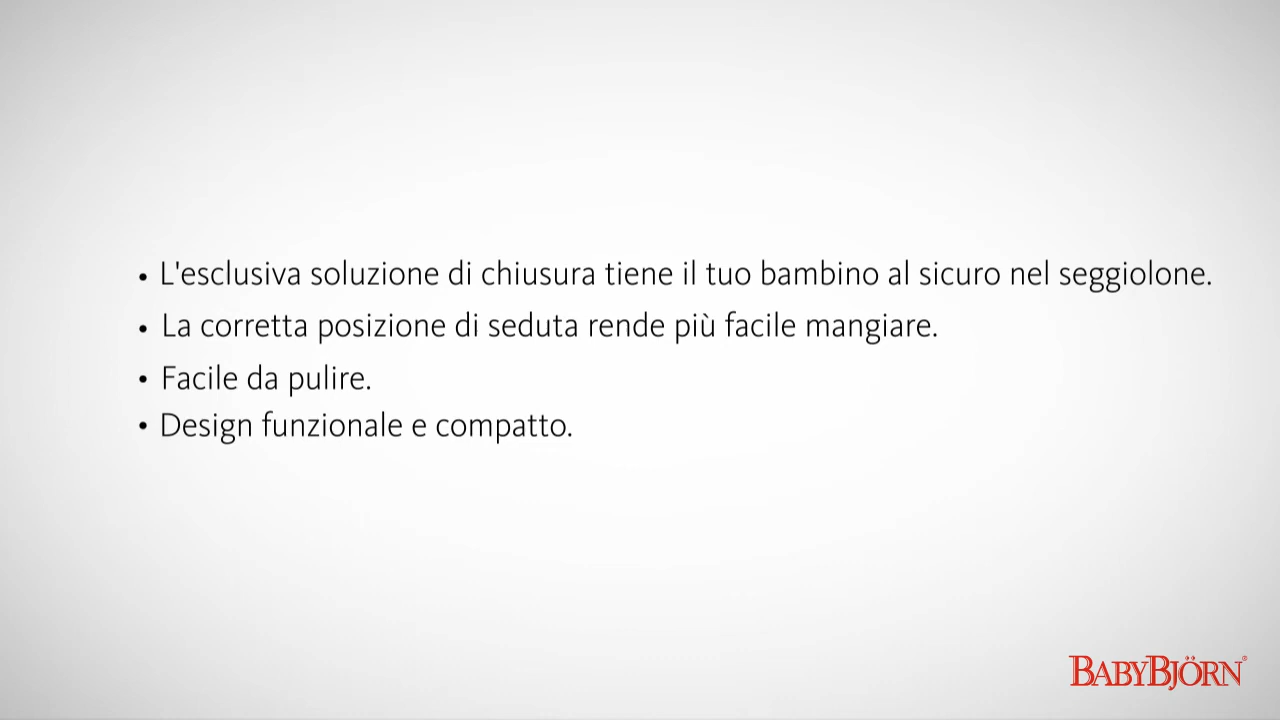 • L'esclusiva soluzione di chiusura tiene il tuo bambino al sicuro nel seggiolone.
• La corretta posizione di seduta rende più facile mangiare.
• Facile da pulire.
• Design funzionale e compatto.
BABYBJÖRN®